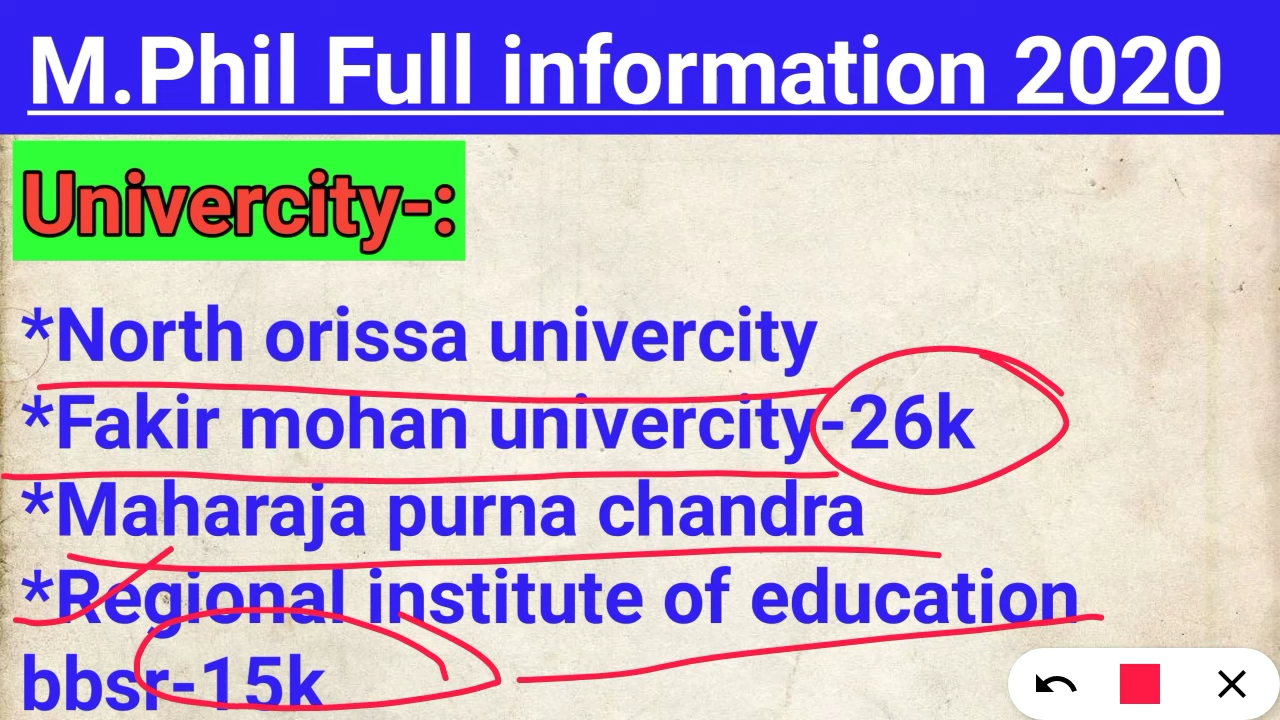 M.Phil Full information 2020
Univercity-:
*North orissa univercity
*Fakir mohan univercity-26k
*Maharaja purna chandra
*Regional institute of education
bbsr-15k